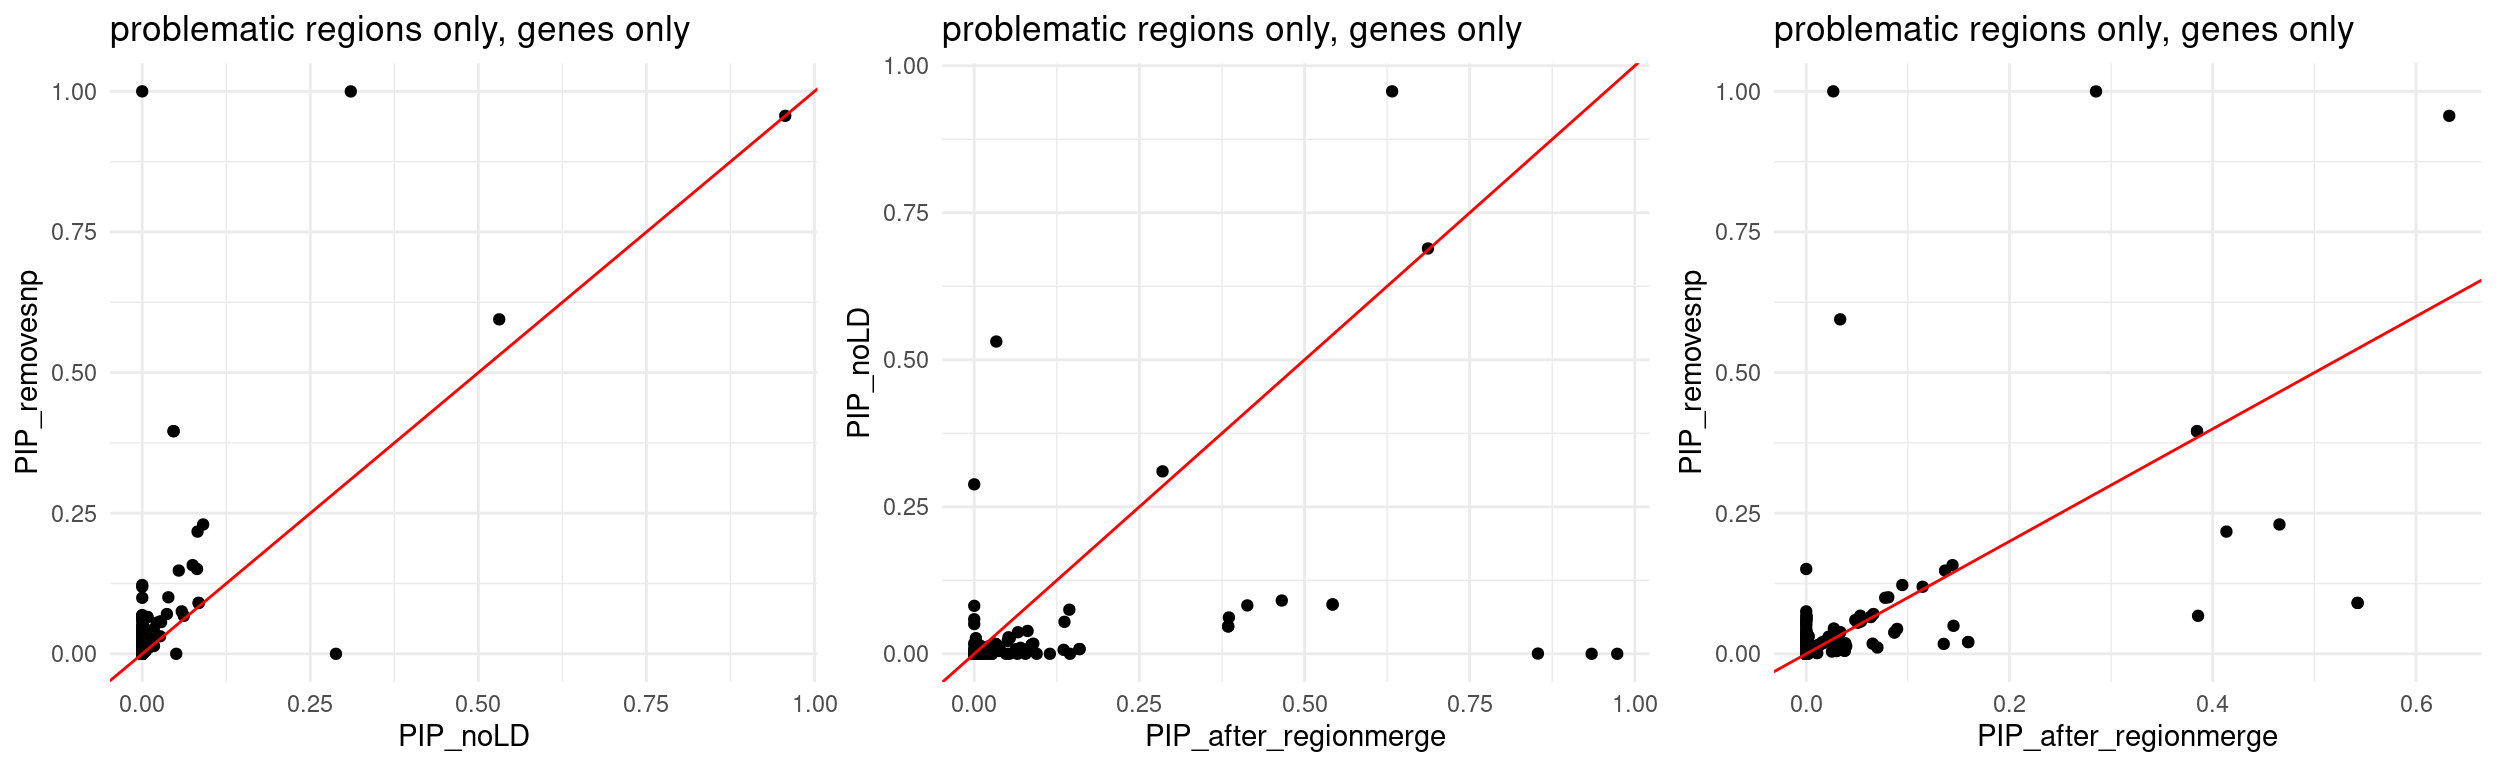 problematic regions only, genes only
PIP_removesnp
1.00
0.75
0.50
0.25
0.00
0.00 0.25 0.50 0.75 1.00
PIP_noLD
problematic regions only, genes only
PIP_noLD
1.00
0.75
0.50
0.25
0.00
0.00 0.25 0.50 0.75 1.00
PIP_after_regionmerge
problematic regions only, genes only
PIP_removesnp
1.00
0.75
0.50
0.25
0.00
0.0 0.2 0.4 0.6
PIP_after_regionmerge